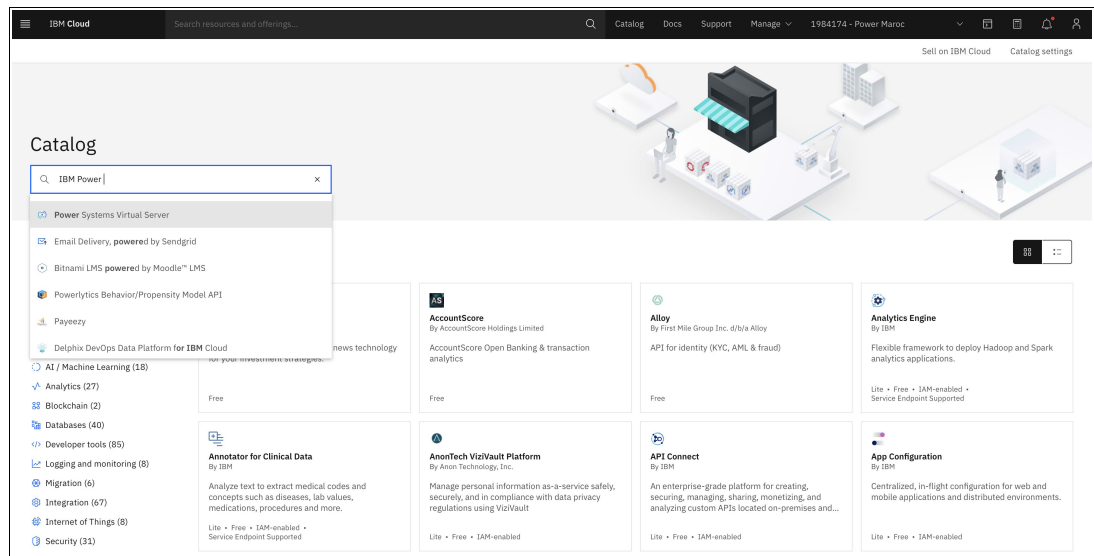 IBM Cloud
Search resources and offerings...
Catalog
Docs
Support
Manage
1984174 - Power Maroc
Sell on IBM Cloud
Catalog settings
Catalog
IBM Power
Power Systems Virtual Server
Email Delivery, powered by Sendgrid
Bitnami LMS powered by Moodle™ LMS
Powerlytics Behavior/Propensity Model API
Payeezy
Delphix DevOps Data Platform for IBM Cloud
AI / Machine Learning (18)
Analytics (27)
Blockchain (2)
Databases (40)
Developer tools (85)
Logging and monitoring (8)
Migration (6)
Integration (67)
Internet of Things (8)
Security (31)
news technology
for your investment strategies.
Free
AS
AccountScore
By AccountScore Holdings Limited
AccountScore Open Banking & transaction
analytics
Free
Alloy
By First Mile Group Inc. d/b/a Alloy
API for identity (KYC, AML & fraud)
Free
Analytics Engine
By IBM
Flexible framework to deploy Hadoop and Spark
analytics applications.
Lite • Free • IAM-enabled •
Service Endpoint Supported
Annotator for Clinical Data
By IBM
Analyze text to extract medical codes and
concepts such as diseases, lab values,
medications, procedures and more.
Lite • Free • IAM-enabled •
Service Endpoint Supported
AnonTech ViziVault Platform
By Anon Technology, Inc.
Manage personal information as-a-service safely,
securely, and in compliance with data privacy
regulations using ViziVault
Lite • Free • IAM-enabled
API Connect
By IBM
An enterprise-grade platform for creating,
securing, managing, sharing, monetizing, and
analyzing custom APIs located on-premises and...
Lite • Free • IAM-enabled
App Configuration
By IBM
Centralized, in-flight configuration for web and
mobile applications and distributed environments.
Lite • Free • IAM-enabled